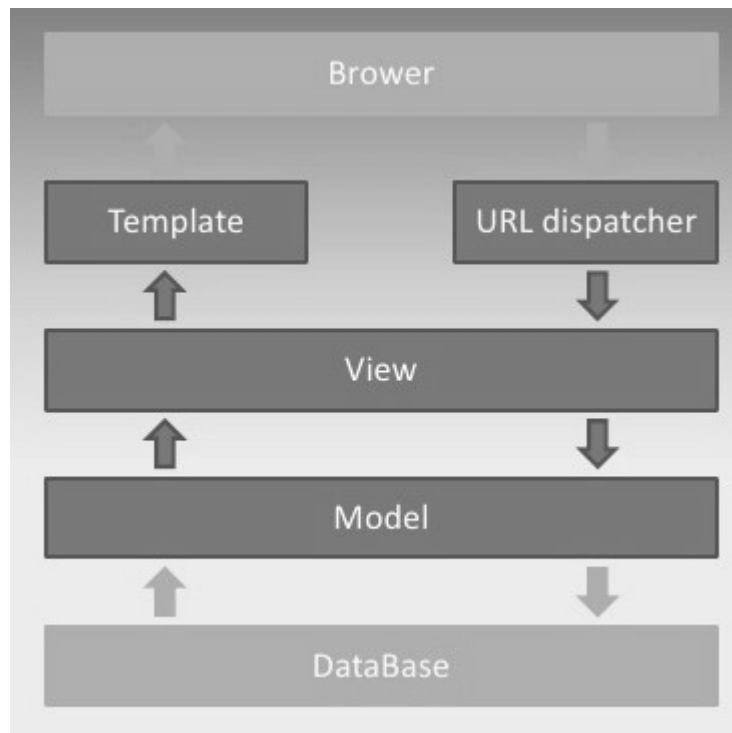 Brower
Template
URL dispatcher
View
Model
DataBase